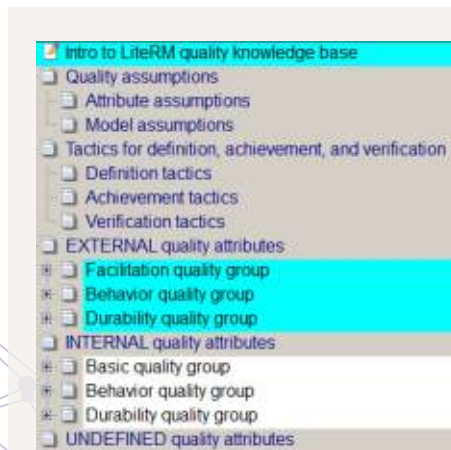 Intro to LiteRM quality knowledge base
Quality assumptions
Attribute assumptions
Model assumptions
Tactics for definition, achievement, and verification
Definition tactics
Achievement tactics
Verification tactics
EXTERNAL quality attributes
Facilitation quality group
Behavior quality group
Durability quality group
INTERNAL quality attributes
Basic quality group
Behavior quality group
Durability quality group
UNDEFINED quality attributes